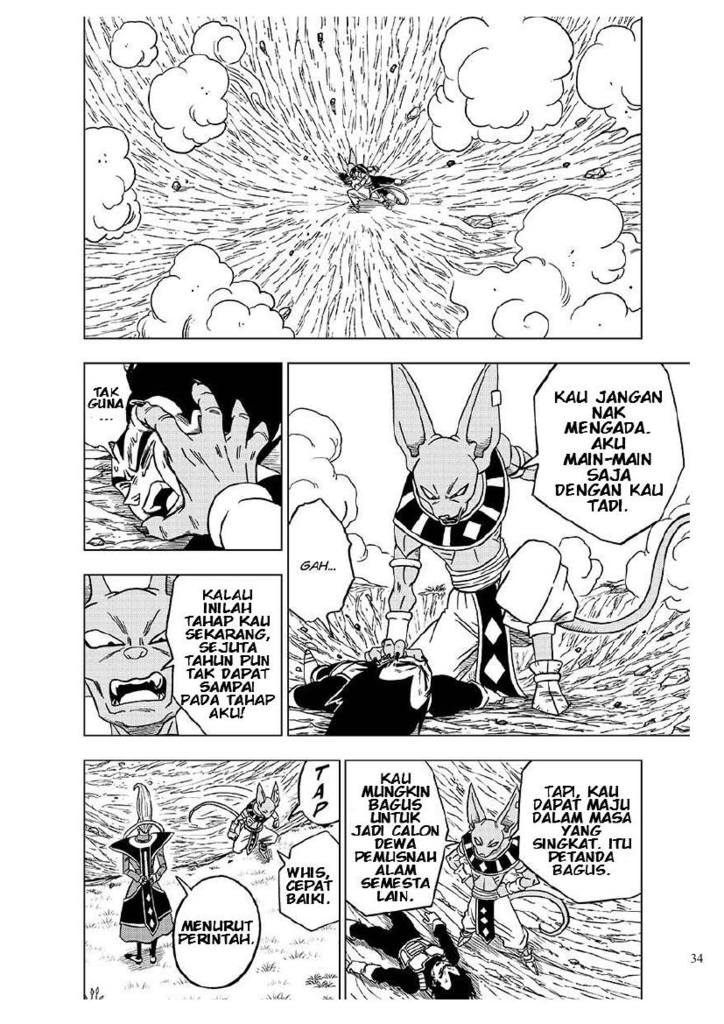 KAU JANGAN
NAK
MENGADA.
AKU
MAIN-MAIN
SAJA
DENGAN KAU
TADI.
GAH...
TAK
GUNA
...
KALAU
INILAH
TAHAP KAU
SEKARANG,
SEJUTA
TAHUN PUN
TAK DAPAT
SAMPAI
PADA TAHAP
AKU!
TAPI, KAU
DAPAT MAJU
DALAM MASA
YANG
SINGKAT. ITU
PETANDA
BAGUS.
KAU
MUNGKIN
BAGUS
UNTUK
JADI CALON
DEWA
PEMUSNAH
ALAM
SEMESTA
LAIN.
TAP
WHIS,
CEPAT
BAIKI.
MENURUT
PERINTAH.
34